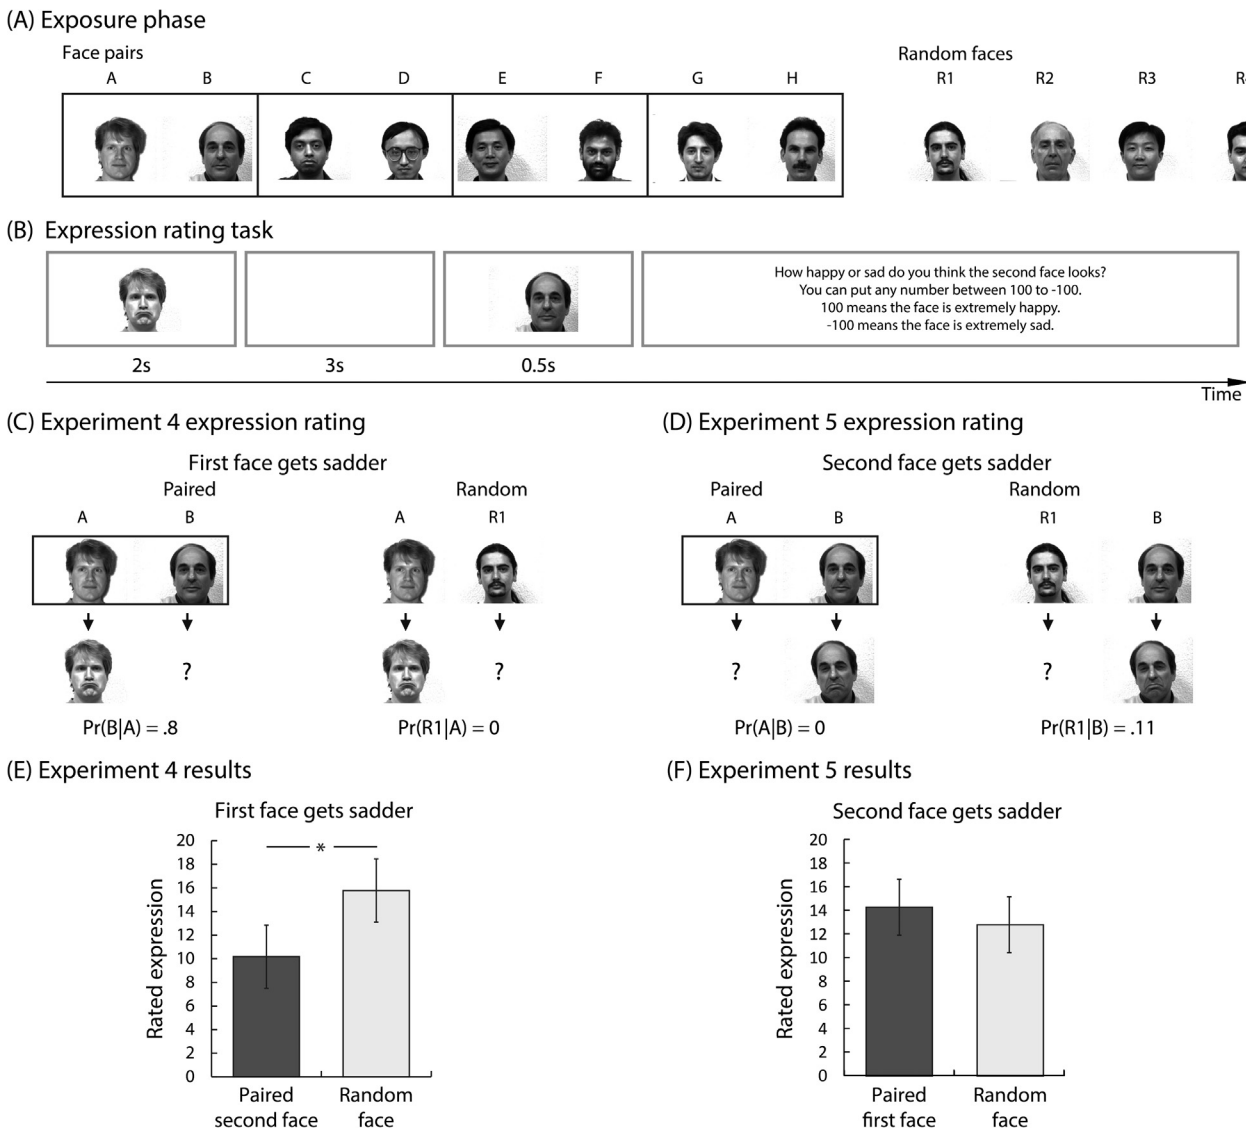 (A) Exposure phase
Face pairs
Random faces
A B C D E F G H R1 R2 R3
(B) Expression rating task
How happy or sad do you think the second face looks?
You can put any number between 100 to -100.
100 means the face is extremely happy.
-100 means the face is extremely sad.
2s 3s 0.5s
Time
(C) Experiment 4 expression rating
First face gets sadder
Paired Random
A B A R1
? ?
Pr(B|A) = .8 Pr(R1|A) = 0
(D) Experiment 5 expression rating
Second face gets sadder
Paired Random
A B R1 B
? ?
Pr(A|B) = 0 Pr(R1|B) = .11
(E) Experiment 4 results
First face gets sadder
Rated expression
20
18
16
14
12
10
8
6
4
2
0
*
Paired
second face
Random
face
(F) Experiment 5 results
Second face gets sadder
Rated expression
20
18
16
14
12
10
8
6
4
2
0
Paired
first face
Random
face